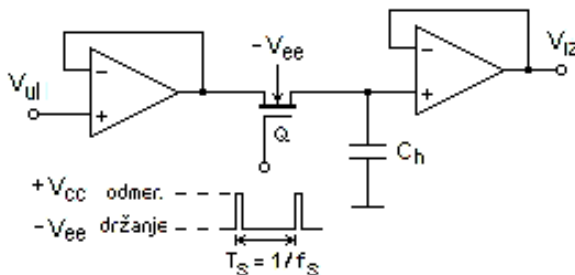 − Vee
Vul
Viz
−
+
−
+
Q
Ch
+Vcc odmer.
−Vee držanje
Ts = 1/fs